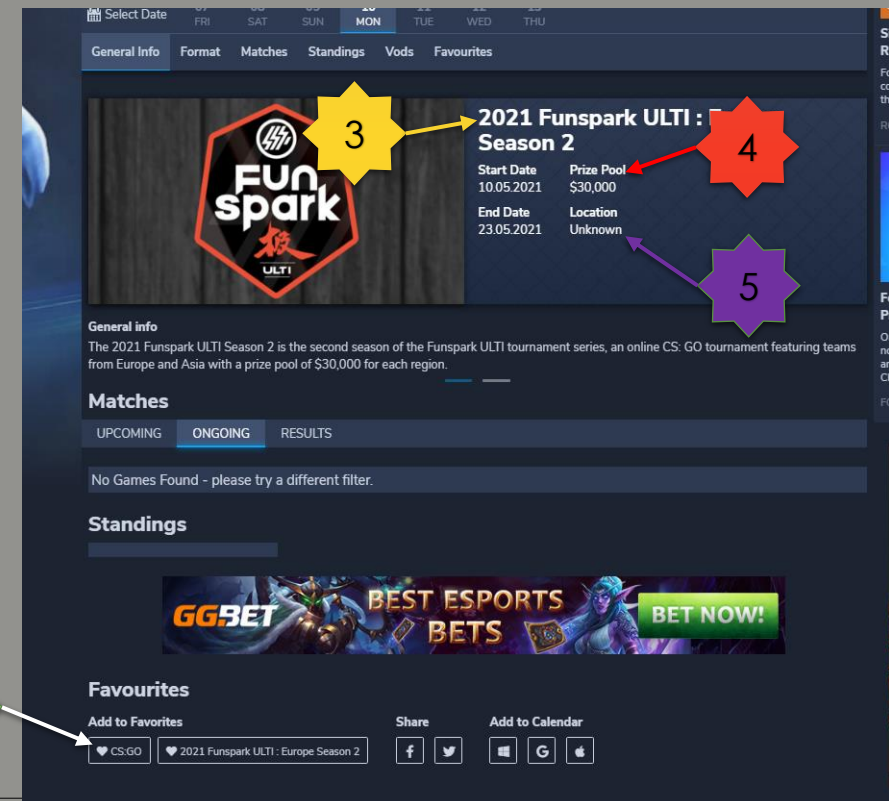 Select Date
FRI SAT SUN MON TUE WED THU
General Info Format Matches Standings Vods Favourites
3
FUN
spark
极
ULTI
2021 Funspark ULTI :
Season 2
4
Start Date Prize Pool
10.05.2021 $30,000
End Date Location
23.05.2021 Unknown
5
General info
The 2021 Funspark ULTI Season 2 is the second season of the Funspark ULTI tournament series, an online CS: GO tournament featuring teams
from Europe and Asia with a prize pool of $30,000 for each region.
Matches
UPCOMING ONGOING RESULTS
No Games Found - please try a different filter.
Standings
GG.BET BEST ESPORTS
BETS
BET NOW!
Favourites
Add to Favorites Share Add to Calendar
CS:GO 2021 Funspark ULTI : Europe Season 2